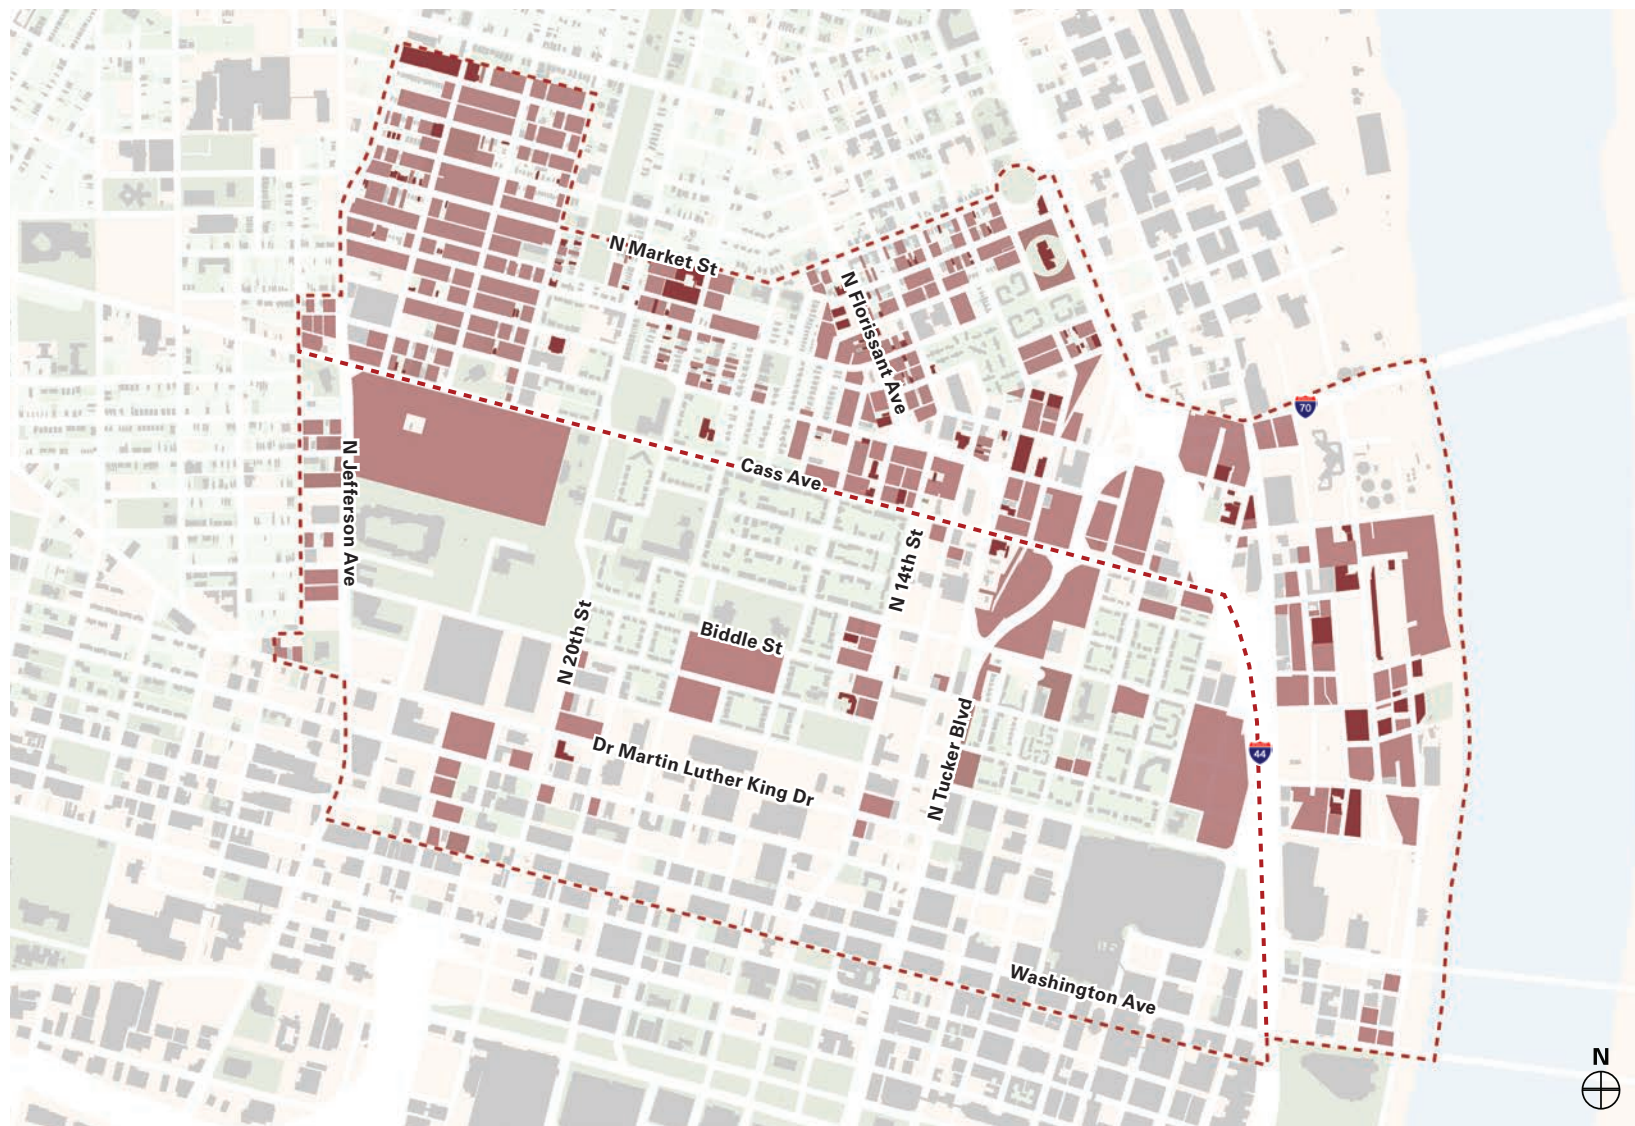 N Market St
N Florissant Ave
70
N Jefferson Ave
Cass Ave
N 14th St
N 20th St
Biddle St
N Tucker Blvd
Dr Martin Luther King Dr
44
Washington Ave
N